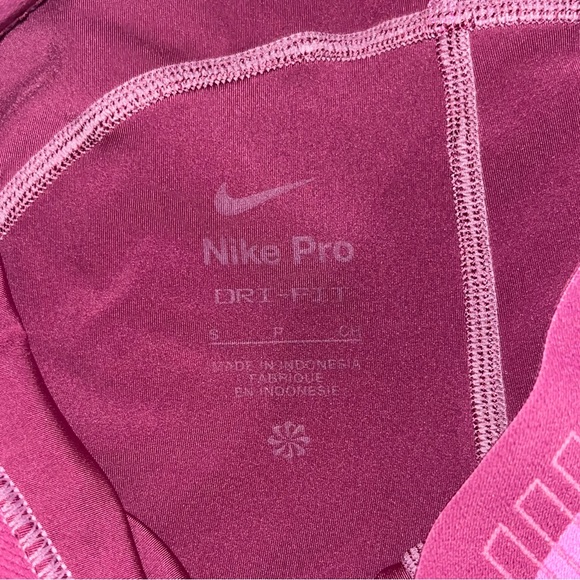 Nike Pro
DRI-FIT
S P CH
MADE IN INDONESIA
FABRIQUE
EN INDONESIE